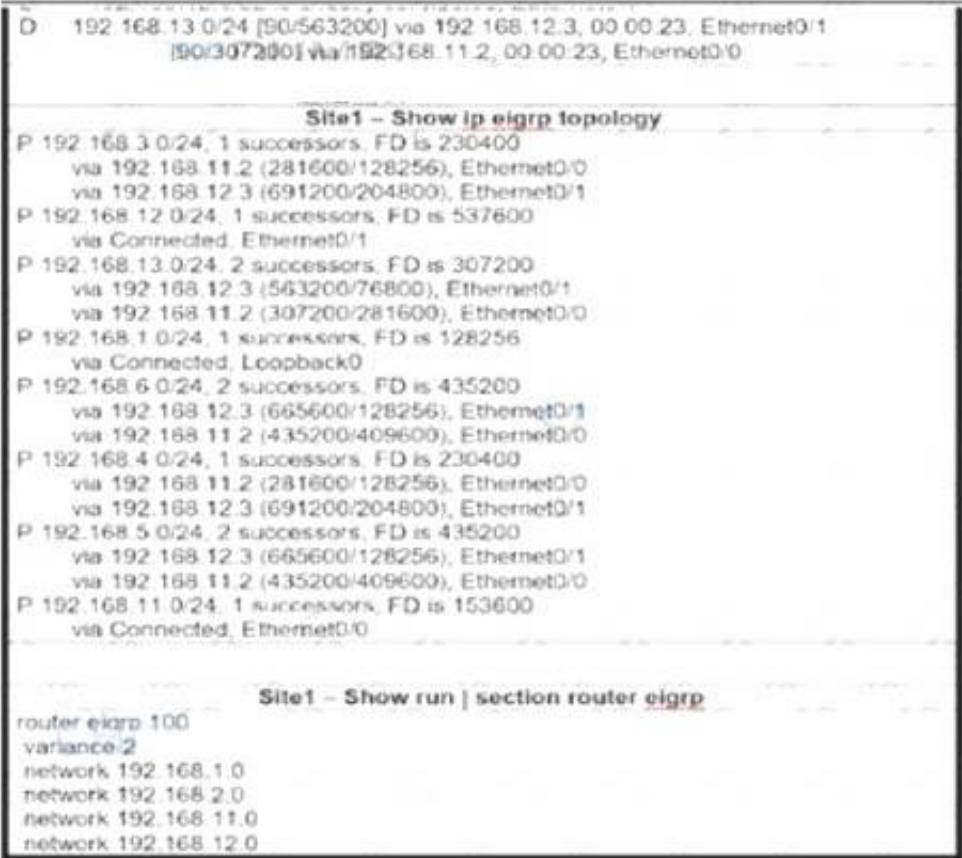 D 192.168.13.0/24 [90/563200] via 192.168.12.3, 00:00:23, Ethernet0/1
[90/307200] via 192.168.11.2, 00:00:23, Ethernet0/0
Site1 – Show ip eigrp topology
P 192.168.3.0/24, 1 successors, FD is 230400
via 192.168.11.2 (281600/128256), Ethernet0/0
via 192.168.12.3 (691200/204800), Ethernet0/1
P 192.168.12.0/24, 1 successors, FD is 537600
via Connected, Ethernet0/1
P 192.168.13.0/24, 2 successors, FD is 307200
via 192.168.12.3 (563200/76800), Ethernet0/1
via 192.168.11.2 (307200/281600), Ethernet0/0
P 192.168.1.0/24, 1 successors, FD is 128256
via Connected, Loopback0
P 192.168.6.0/24, 2 successors, FD is 435200
via 192.168.12.3 (665600/128256), Ethernet0/1
via 192.168.11.2 (435200/409600), Ethernet0/0
P 192.168.4.0/24, 1 successors, FD is 230400
via 192.168.11.2 (281600/128256), Ethernet0/0
via 192.168.12.3 (691200/204800), Ethernet0/1
P 192.168.5.0/24, 2 successors, FD is 435200
via 192.168.12.3 (665600/128256), Ethernet0/1
via 192.168.11.2 (435200/409600), Ethernet0/0
P 192.168.11.0/24, 1 successors, FD is 153600
via Connected, Ethernet0/0
Site1 – Show run | section router eigrp
router eigrp 100
variance 2
network 192.168.1.0
network 192.168.2.0
network 192.168.11.0
network 192.168.12.0